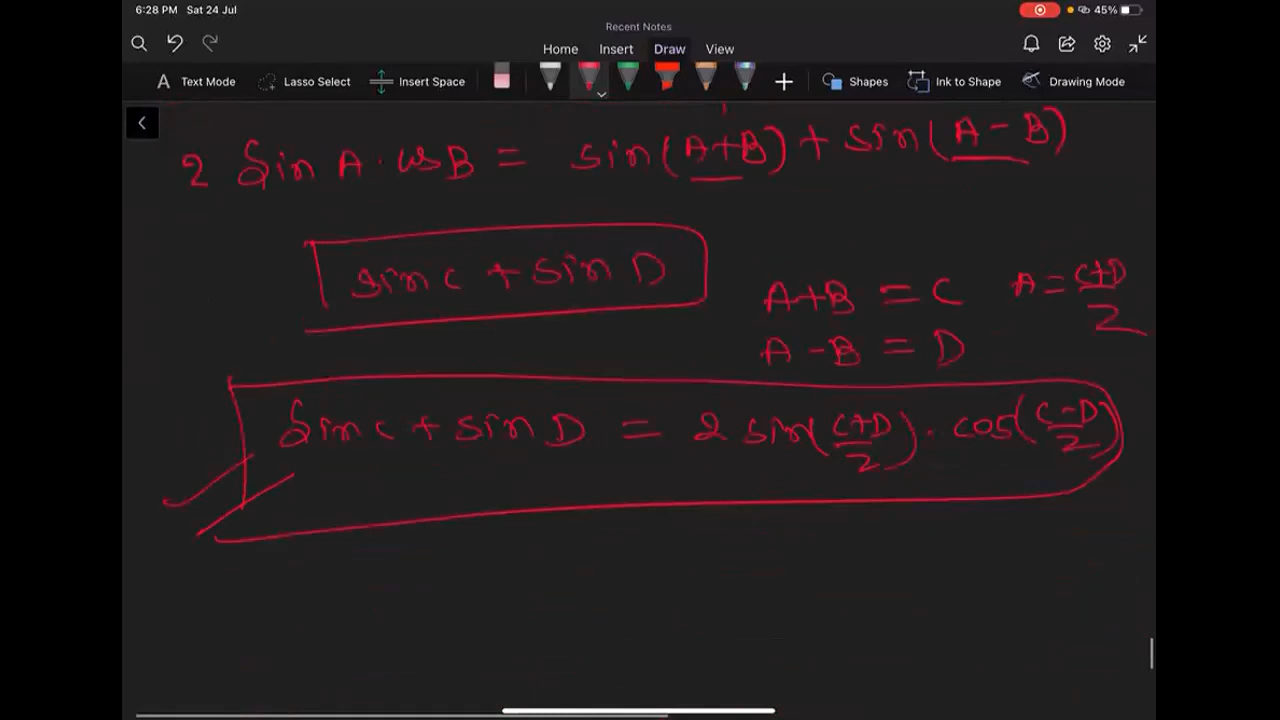 6:28 PM Sat 24 Jul
45%
Recent Notes
Home Insert Draw View
Text Mode Lasso Select Insert Space Shapes Ink to Shape Drawing Mode
2 Sin A · cos B = sin(A+B) + sin(A-B)
sin C + sin D
A+B = C A = C+D/2
A-B = D
Sin C + sin D = 2 sin(C+D/2) · cos(C-D/2)